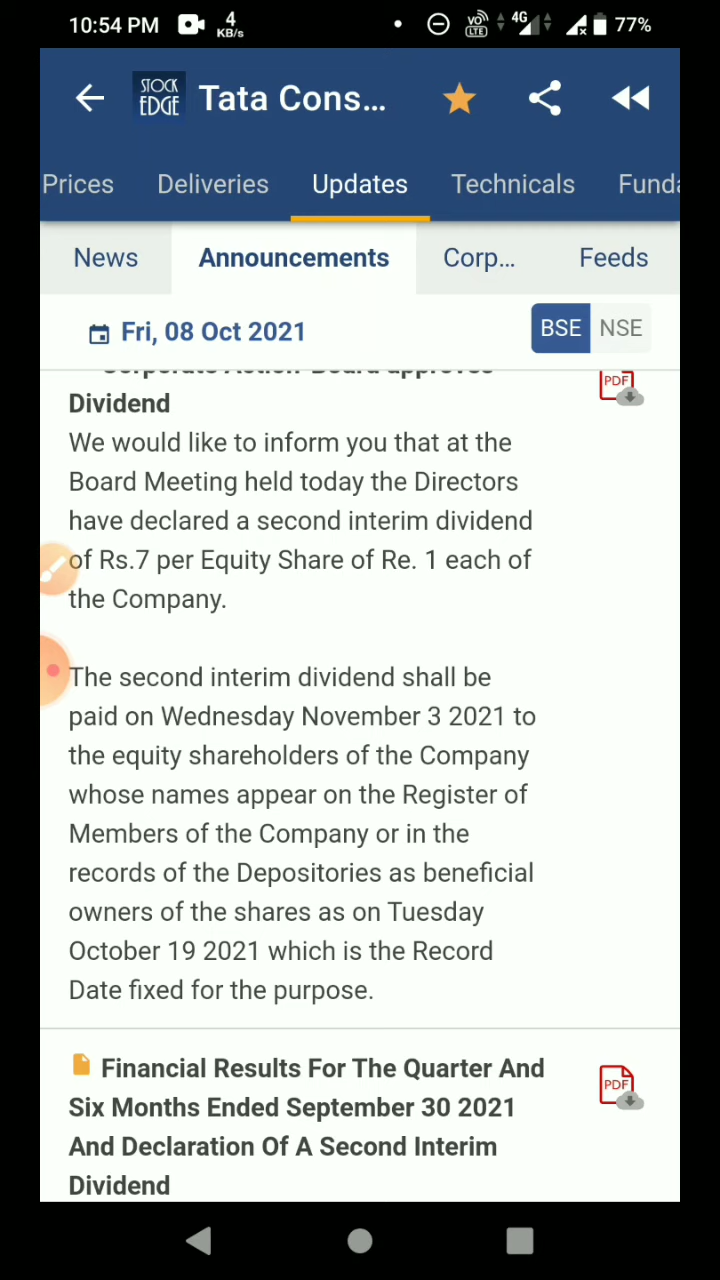 10:54 PM 4 KB/s VO LTE 4G 77%
STOCK EDGE Tata Cons...
Prices Deliveries Updates Technicals Funda
News Announcements Corp... Feeds
Fri, 08 Oct 2021 BSE NSE
Corporate Action-Board approves
PDF
Dividend
We would like to inform you that at the
Board Meeting held today the Directors
have declared a second interim dividend
of Rs.7 per Equity Share of Re. 1 each of
the Company.
The second interim dividend shall be
paid on Wednesday November 3 2021 to
the equity shareholders of the Company
whose names appear on the Register of
Members of the Company or in the
records of the Depositories as beneficial
owners of the shares as on Tuesday
October 19 2021 which is the Record
Date fixed for the purpose.
Financial Results For The Quarter And
PDF
Six Months Ended September 30 2021
And Declaration Of A Second Interim
Dividend